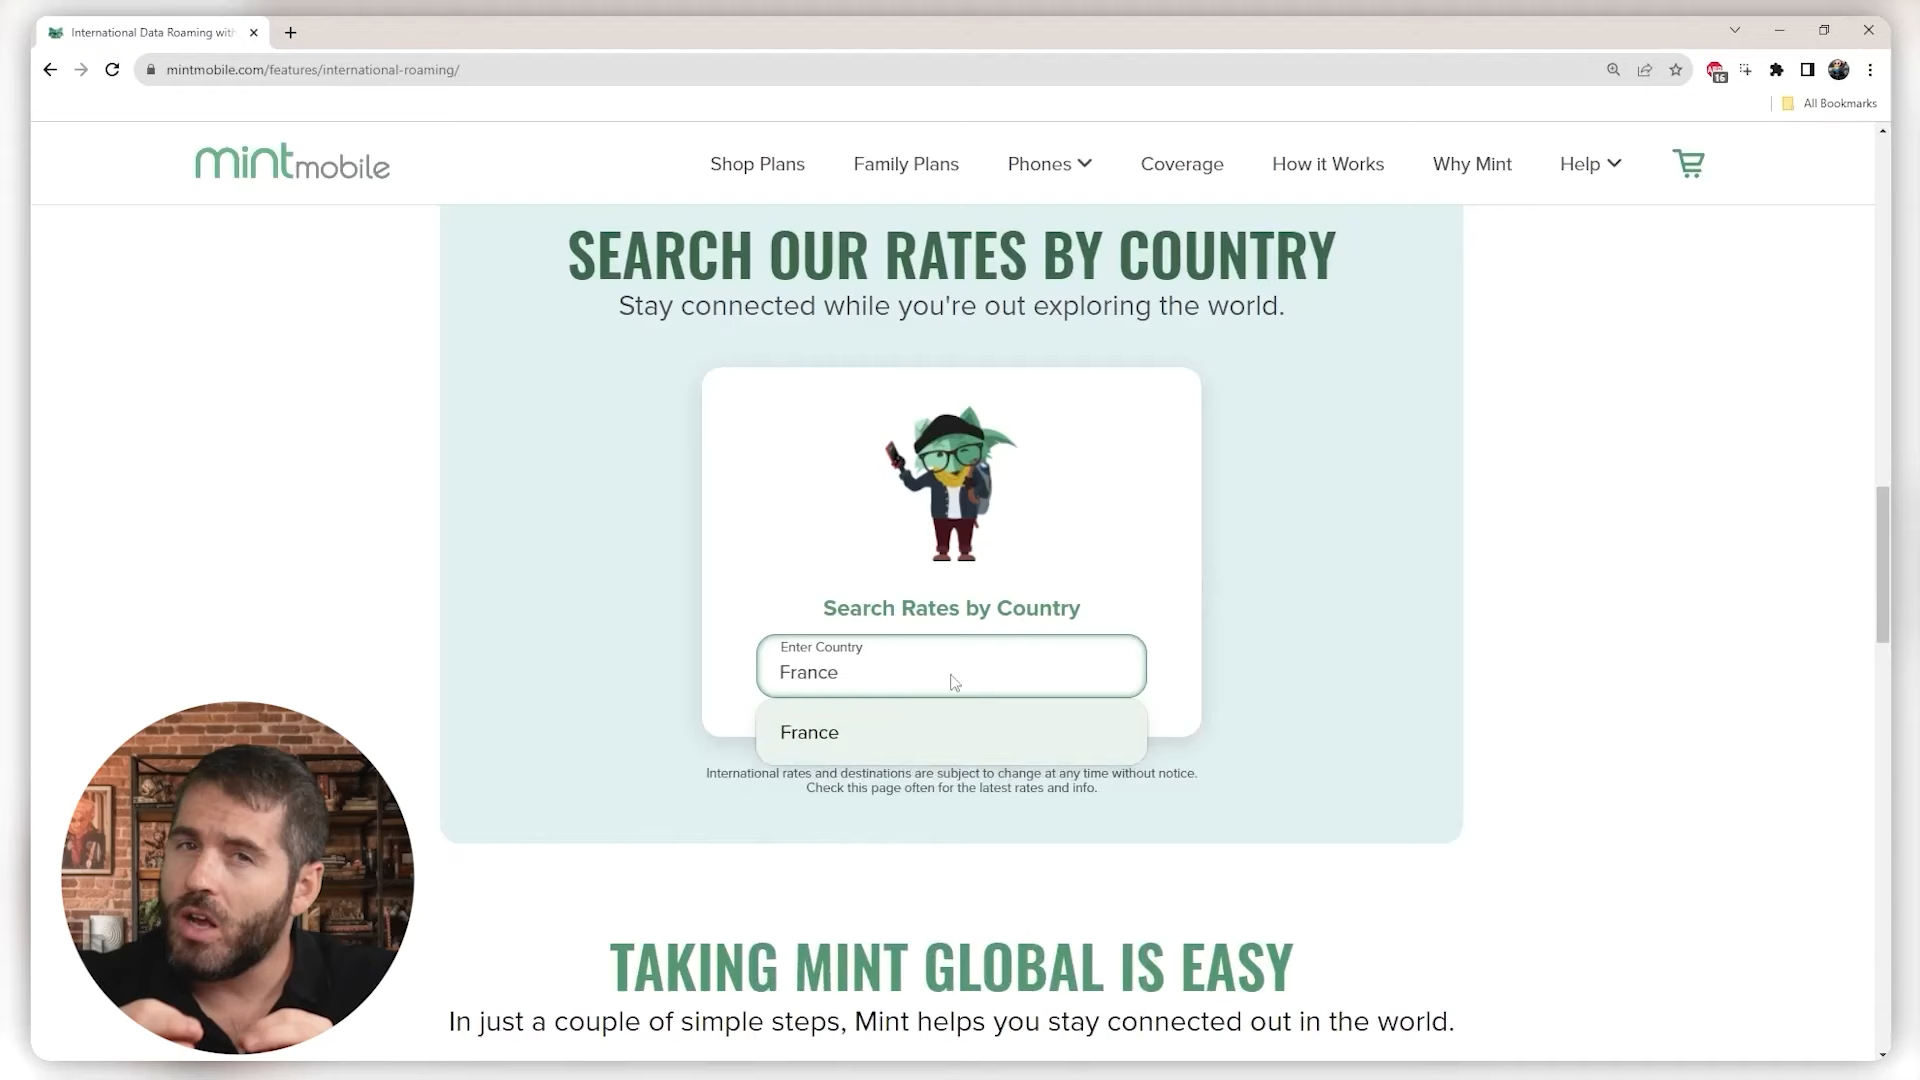 International Data Roaming with
mintmobile.com/features/international-roaming/
16
All Bookmarks
mintmobile
Shop Plans
Family Plans
Phones
Coverage
How it Works
Why Mint
Help
SEARCH OUR RATES BY COUNTRY
Stay connected while you're out exploring the world.
Search Rates by Country
Enter Country
France
France
International rates and destinations are subject to change at any time without notice.
Check this page often for the latest rates and info.
TAKING MINT GLOBAL IS EASY
In just a couple of simple steps, Mint helps you stay connected out in the world.